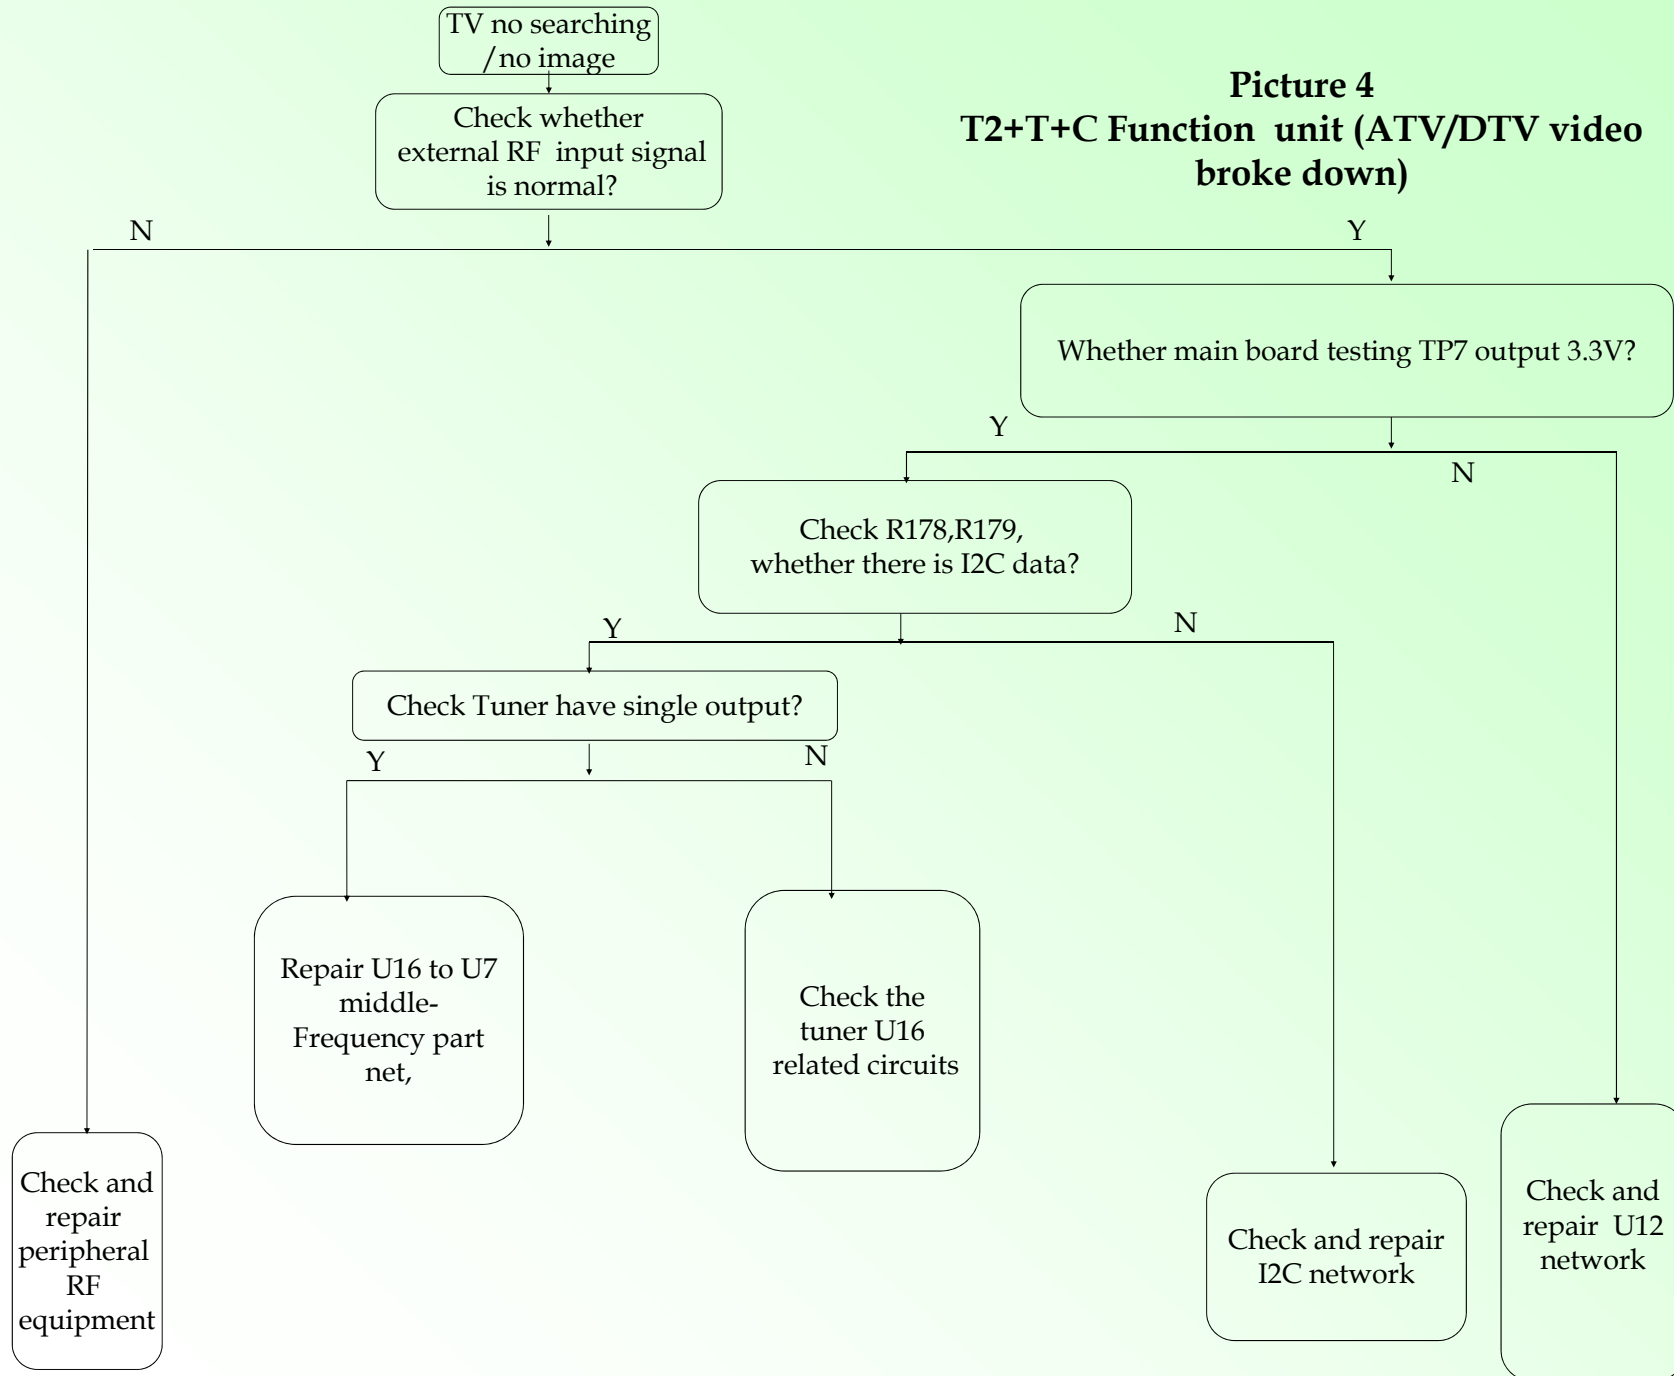 TV no searching
/no image
Check whether
external RF input signal
is normal?
Picture 4
T2+T+C Function unit (ATV/DTV video
broke down)
N
Y
Whether main board testing TP7 output 3.3V?
Y
N
Check R178,R179,
whether there is I2C data?
Y
N
Check Tuner have single output?
Y
N
Repair U16 to U7
middle-
Frequency part
net,
Check the
tuner U16
related circuits
Check and
repair
peripheral
RF
equipment
Check and repair
I2C network
Check and
repair U12
network